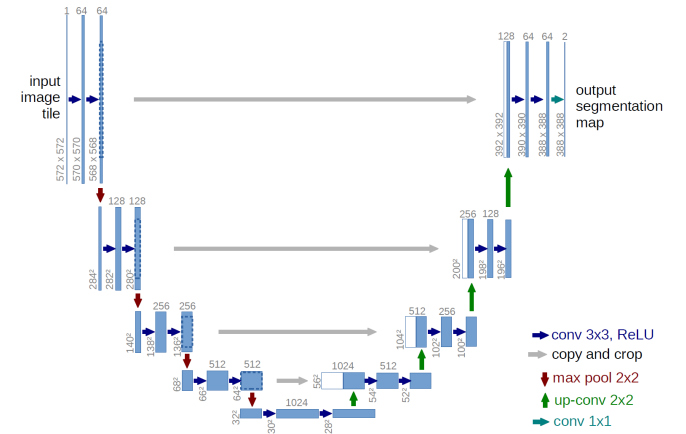 1 64 64
128 64 64 2
input
image
tile
output
segmentation
map
572 x 572
570 x 570
568 x 568
392 x 392
390 x 390
388 x 388
388 x 388
128 128
256 128
284²
282²
280²
200²
198²
196²
256 256
512 256
140²
138²
136²
104²
102²
100²
512 512
1024 512
68²
66²
64²
56²
54²
52²
1024
32²
30²
28²
conv 3x3, ReLU
copy and crop
max pool 2x2
up-conv 2x2
conv 1x1